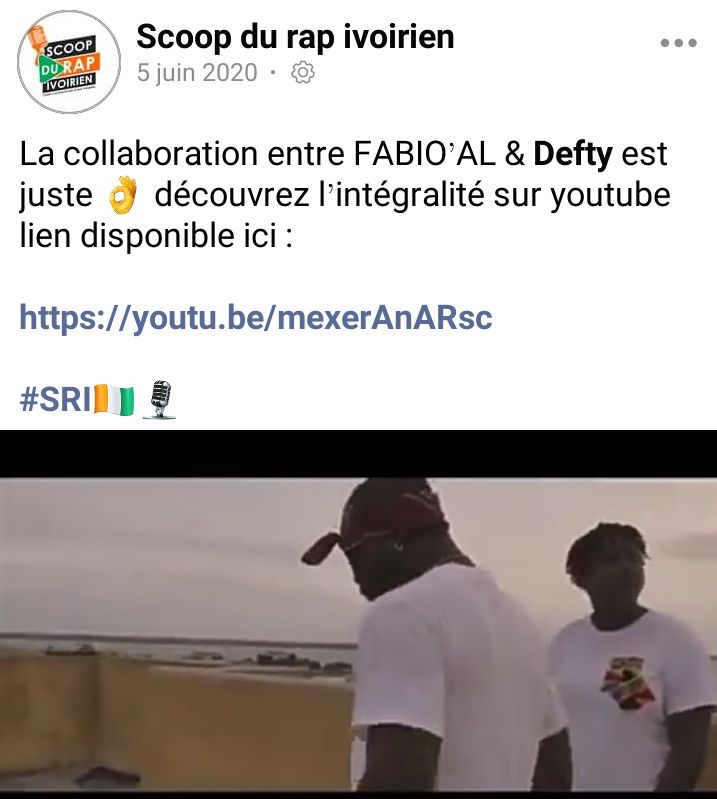 SCOOP
DU RAP
IVOIRIEN
Scoop du rap ivoirien
5 juin 2020 ·
La collaboration entre FABIO’AL & Defty est
juste 👌 découvrez l’intégralité sur youtube
lien disponible ici :
https://youtu.be/mexerAnARsc
#SRI🇨🇮🎙️